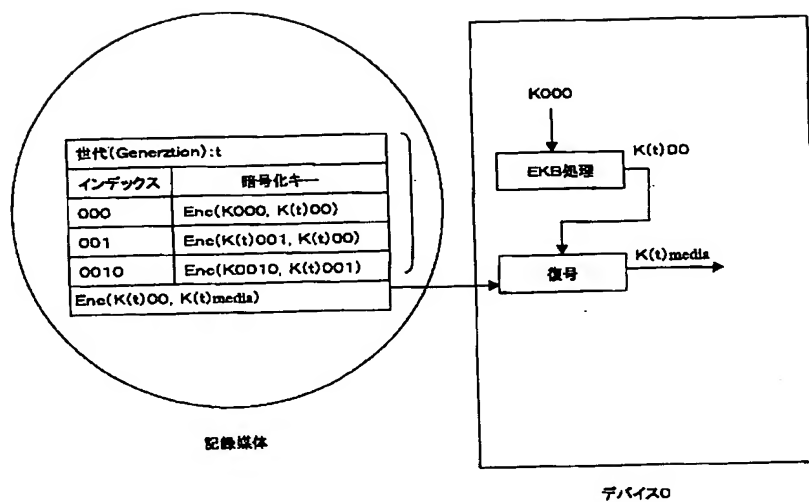 世代(Generztion):t
インデックス 暗号化キー
000 Enc(K000, K(t)00)
001 Enc(K(t)001, K(t)00)
0010 Enc(K0010, K(t)001)
Enc(K(t)00, K(t)media)
記録媒体
K000
K(t)00
EKB処理
復号
K(t)media
デバイス0